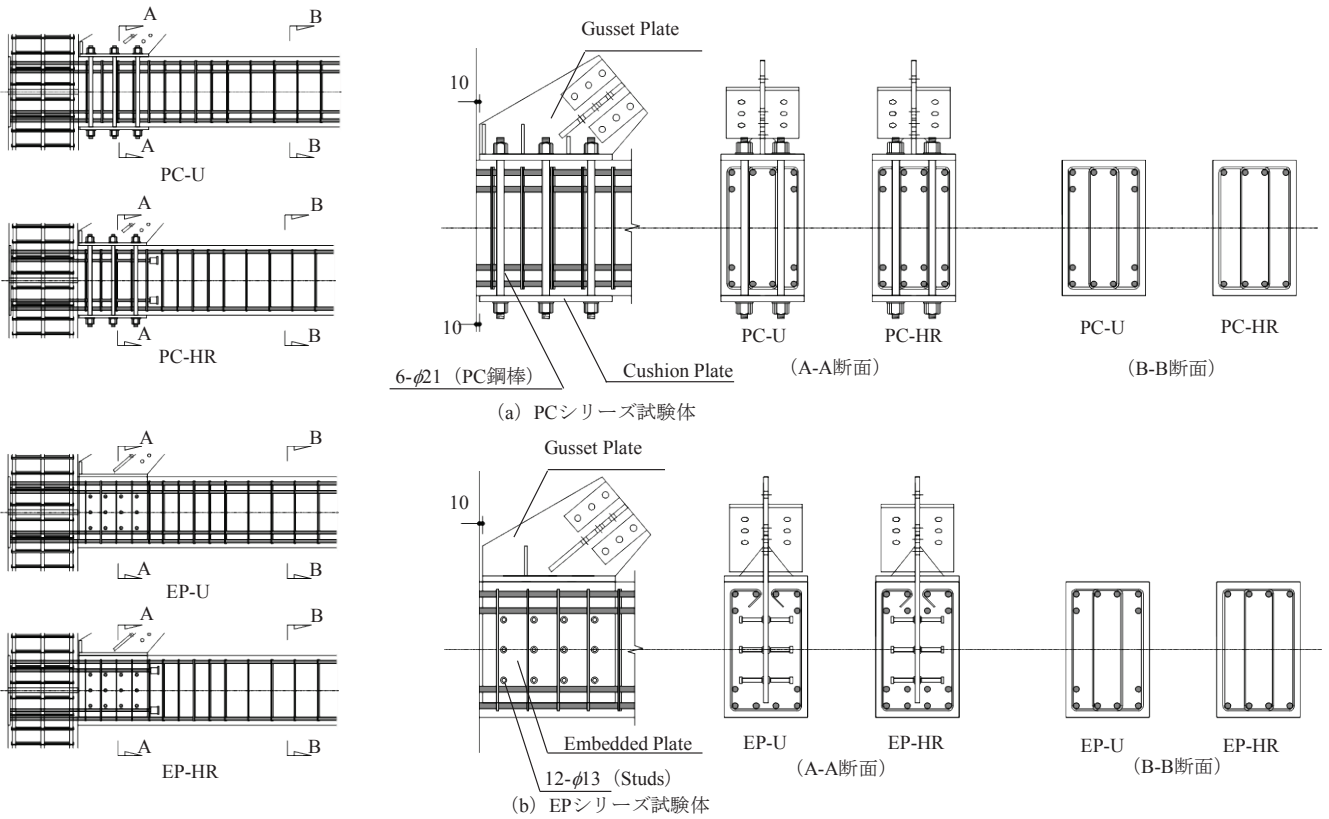 A
B
A
B
PC-U
A
B
A
B
PC-HR
Gusset Plate
10
10
6-φ21（PC鋼棒）
Cushion Plate
PC-U
PC-HR
(A-A断面)
PC-U
PC-HR
(B-B断面)
(a) PCシリーズ試験体
A
B
A
B
EP-U
A
B
A
B
EP-HR
Gusset Plate
10
Embedded Plate
12-φ13（Studs）
EP-U
EP-HR
(A-A断面)
EP-U
EP-HR
(B-B断面)
(b) EPシリーズ試験体